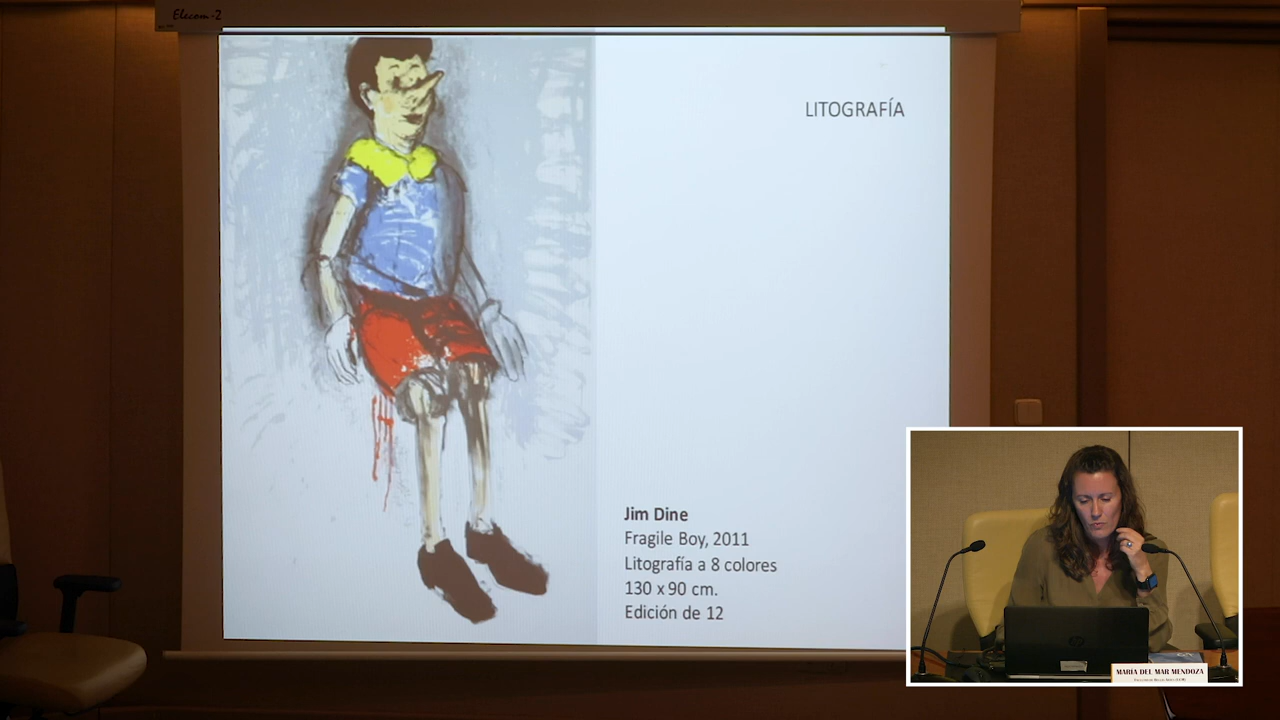 Elecom-2
LITOGRAFÍA
Jim Dine
Fragile Boy, 2011
Litografía a 8 colores
130 x 90 cm.
Edición de 12
MARÍA DEL MAR MENDOZA